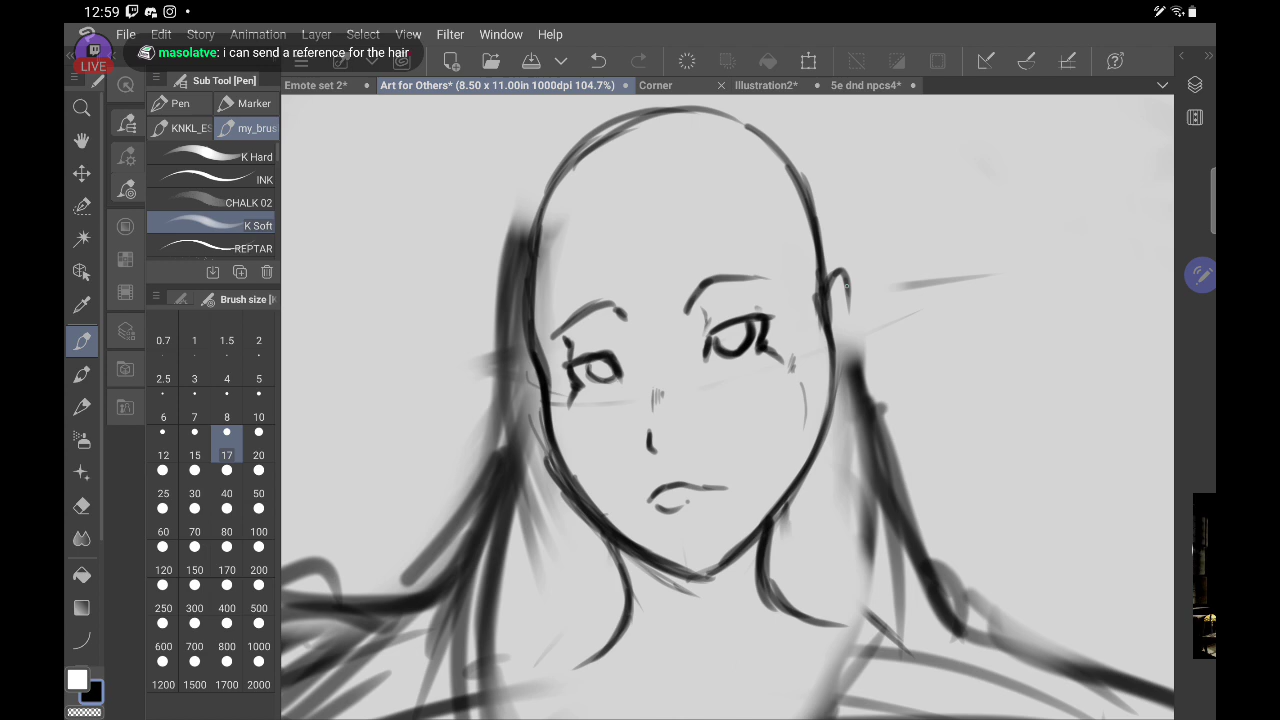 12:59
File Edit Story Animation Layer Select View Filter Window Help
LIVE
masolatve: i can send a reference for the hair
Sub Tool [Pen]
Emote set 2*
Art for Others* (8.50 x 11.00in 1000dpi 104.7%)
Corner
Illustration2*
5e dnd npcs4*
Pen
Marker
KNKL_ES
my_brus
K Hard
INK
CHALK 02
K Soft
REPTAR
Brush size [K
0.7 1 1.5 2
2.5 3 4 5
6 7 8 10
12 15 17 20
25 30 40 50
60 70 80 100
120 150 170 200
250 300 400 500
600 700 800 1000
1200 1500 1700 2000